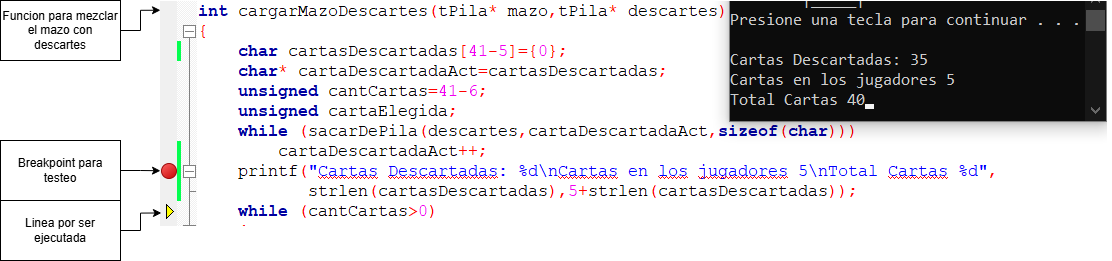 Funcion para mezclar
el mazo con
descartes
int cargarMazoDescartes(tPila* mazo,tPila* descartes)
{
char cartasDescartadas[41-5]={0};
char* cartaDescartadaAct=cartasDescartadas;
unsigned cantCartas=41-6;
unsigned cartaElegida;
while (sacarDePila(descartes,cartaDescartadaAct,sizeof(char)))
cartaDescartadaAct++;
Breakpoint para
testeo
printf("Cartas Descartadas: %d\nCartas en los jugadores 5\nTotal Cartas %d",
strlen(cartasDescartadas),5+strlen(cartasDescartadas));
Linea por ser
ejecutada
while (cantCartas>0)
Presione una tecla para continuar . . .
Cartas Descartadas: 35
Cartas en los jugadores 5
Total Cartas 40